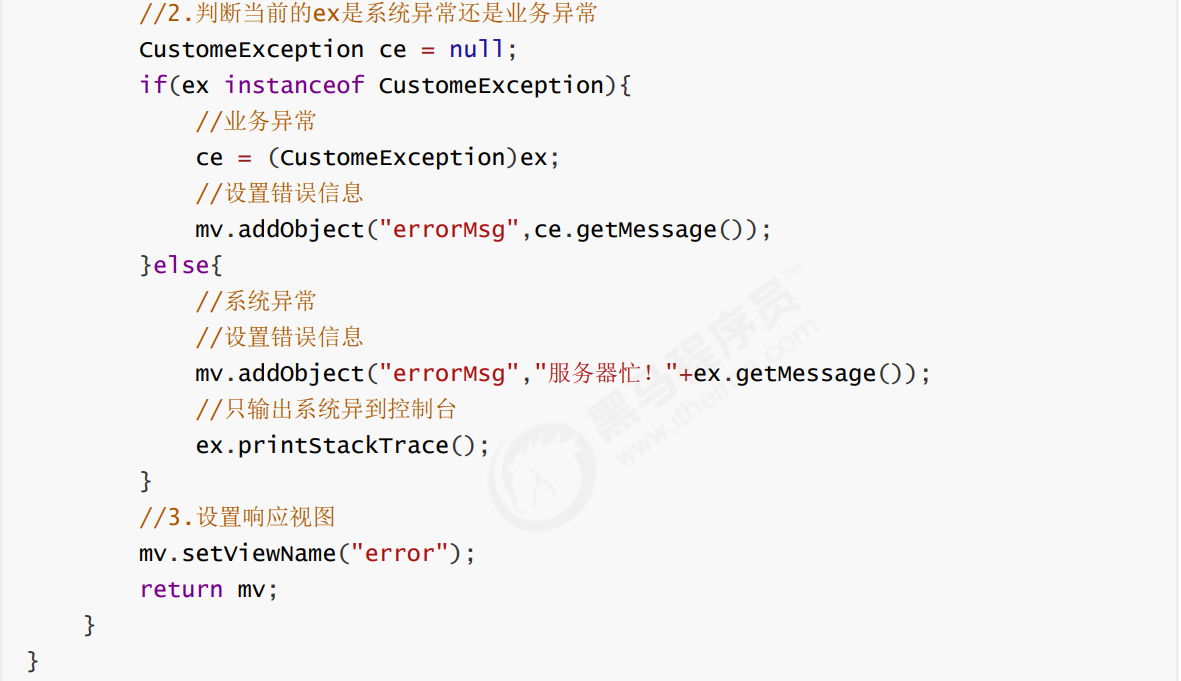 //2.判断当前的ex是系统异常还是业务异常
CustomeException ce = null;
if(ex instanceof CustomeException){
//业务异常
ce = (CustomeException)ex;
//设置错误信息
mv.addObject("errorMsg",ce.getMessage());
}else{
//系统异常
//设置错误信息
mv.addObject("errorMsg","服务器忙！"+ex.getMessage());
//只输出系统异到控制台
ex.printStackTrace();
}
//3.设置响应视图
mv.setViewName("error");
return mv;
}
}
黑马程序员™
www.itheima.com